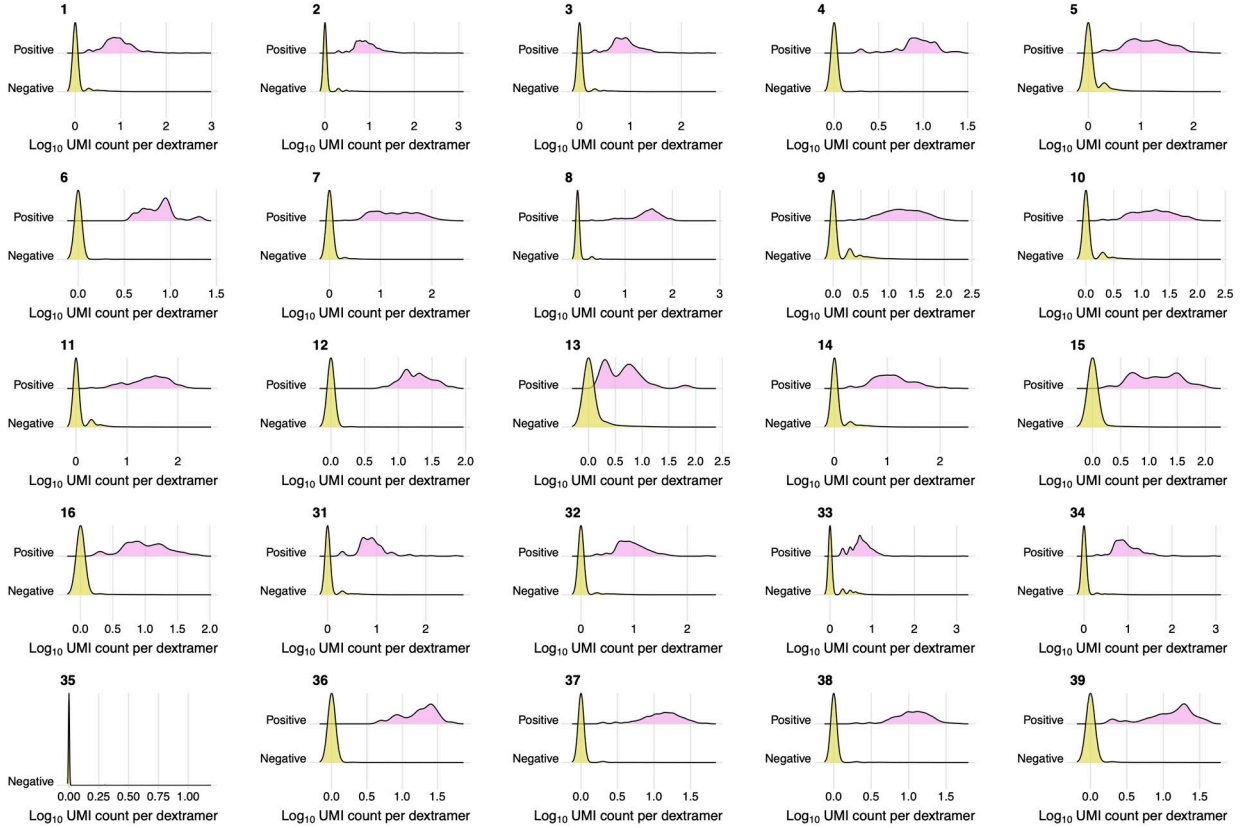 1 2 3 4 5
Positive Positive Positive Positive Positive
Negative Negative Negative Negative Negative
0 1 2 3 0 1 2 3 0 1 2 0.0 0.5 1.0 1.5 0 1 2
Log10 UMI count per dextramer Log10 UMI count per dextramer Log10 UMI count per dextramer Log10 UMI count per dextramer Log10 UMI count per dextramer
6 7 8 9 10
Positive Positive Positive Positive Positive
Negative Negative Negative Negative Negative
0.0 0.5 1.0 1.5 0 1 2 0 1 2 3 0.0 0.5 1.0 1.5 2.0 2.5 0.0 0.5 1.0 1.5 2.0 2.5
Log10 UMI count per dextramer Log10 UMI count per dextramer Log10 UMI count per dextramer Log10 UMI count per dextramer Log10 UMI count per dextramer
11 12 13 14 15
Positive Positive Positive Positive Positive
Negative Negative Negative Negative Negative
0 1 2 0.0 0.5 1.0 1.5 2.0 0.0 0.5 1.0 1.5 2.0 2.5 0 1 2 0.0 0.5 1.0 1.5 2.0
Log10 UMI count per dextramer Log10 UMI count per dextramer Log10 UMI count per dextramer Log10 UMI count per dextramer Log10 UMI count per dextramer
16 31 32 33 34
Positive Positive Positive Positive Positive
Negative Negative Negative Negative Negative
0.0 0.5 1.0 1.5 2.0 0 1 2 0 1 2 0 1 2 3 0 1 2 3
Log10 UMI count per dextramer Log10 UMI count per dextramer Log10 UMI count per dextramer Log10 UMI count per dextramer Log10 UMI count per dextramer
35 36 37 38 39
Positive Positive Positive Positive
Negative Negative Negative Negative Negative
0.00 0.25 0.50 0.75 1.00 0.0 0.5 1.0 1.5 0.0 0.5 1.0 1.5 0.0 0.5 1.0 1.5 0.0 0.5 1.0 1.5
Log10 UMI count per dextramer Log10 UMI count per dextramer Log10 UMI count per dextramer Log10 UMI count per dextramer Log10 UMI count per dextramer